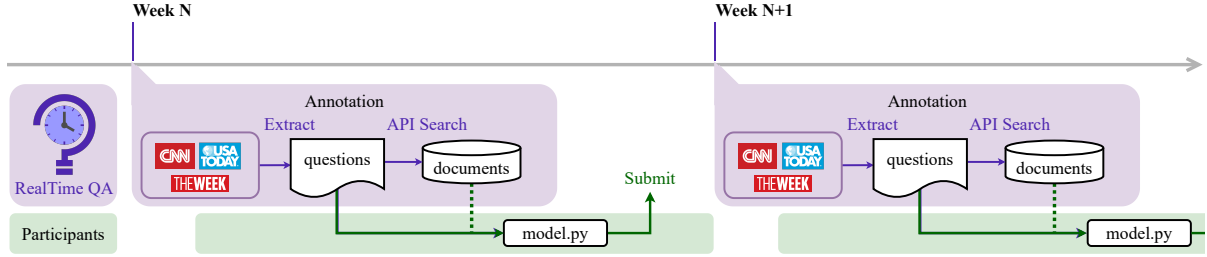 Week N
Week N+1
Annotation
Extract
API Search
CNN
USA
TODAY
THE WEEK
questions
documents
RealTime QA
Submit
Participants
model.py
Annotation
Extract
API Search
CNN
USA
TODAY
THE WEEK
questions
documents
model.py